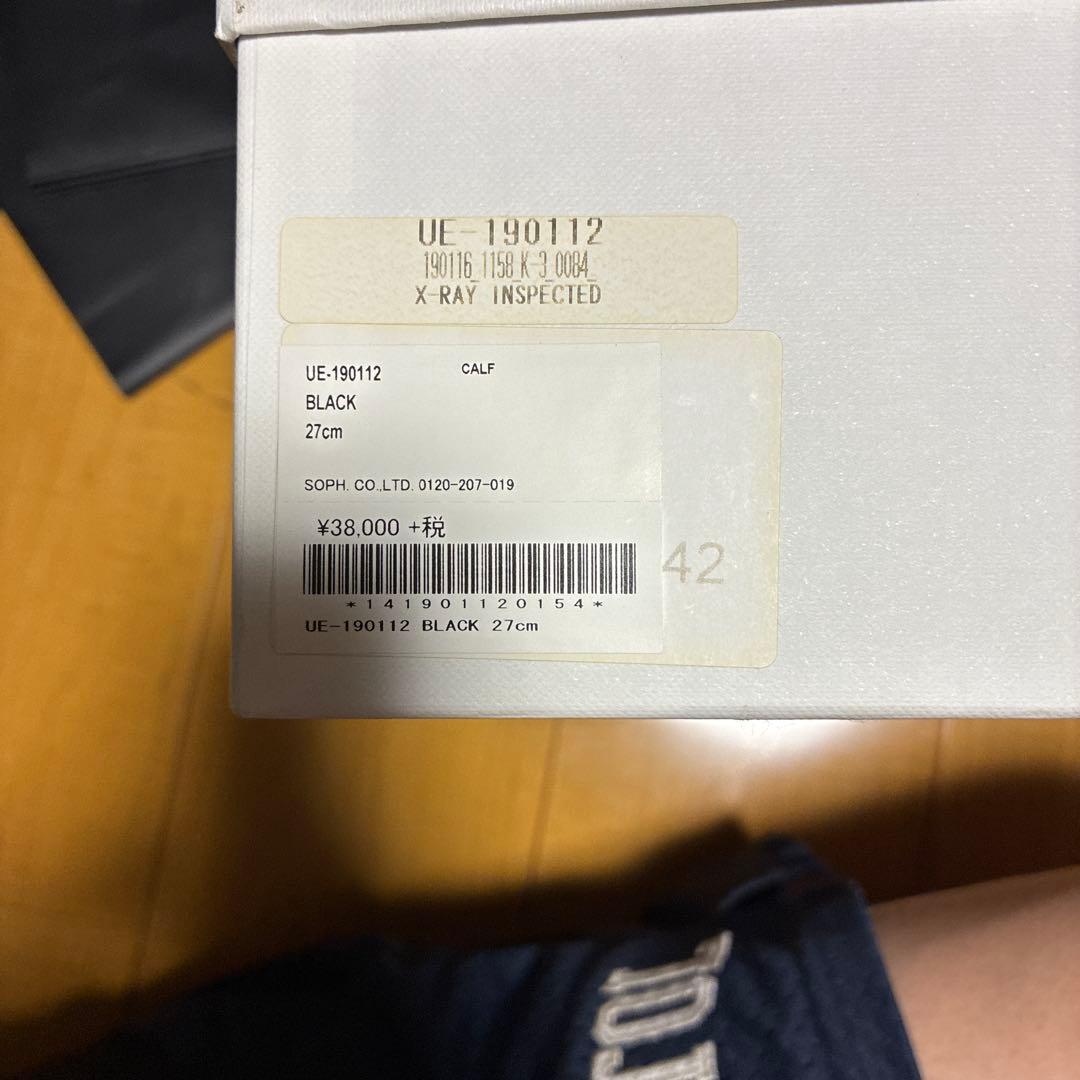 UE-190112
190116_1158_K-3_0084_
X-RAY INSPECTED
UE-190112 CALF
BLACK
27cm
SOPH. CO.,LTD. 0120-207-019
¥38,000 +税
42
*141901120154*
UE-190112 BLACK 27cm